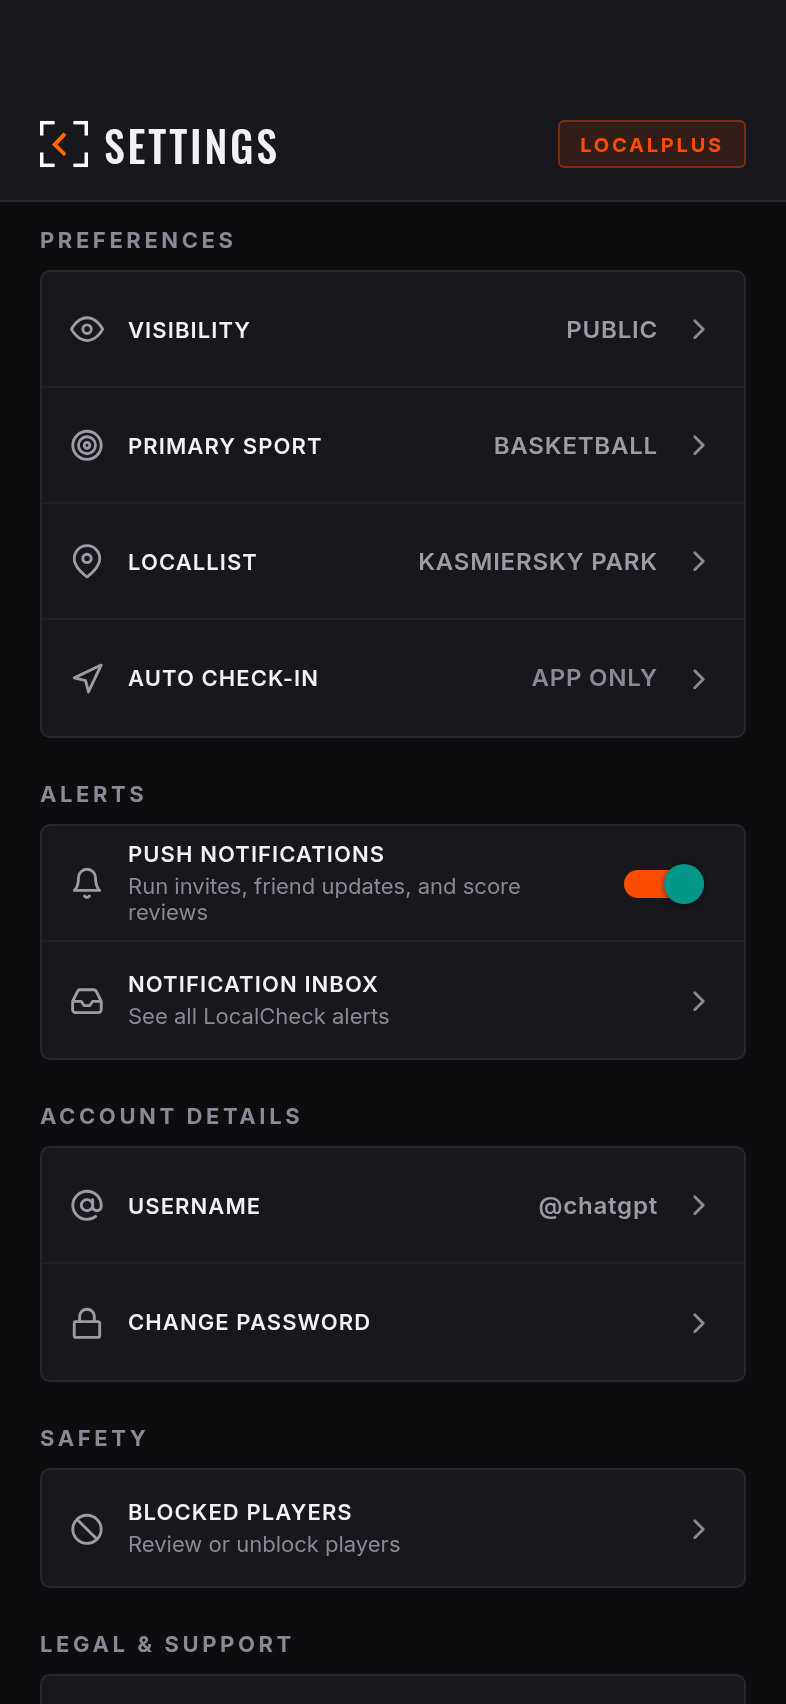 SETTINGS
LOCALPLUS
PREFERENCES
VISIBILITY
PUBLIC
PRIMARY SPORT
BASKETBALL
LOCALLIST
KASMIERSKY PARK
AUTO CHECK-IN
APP ONLY
ALERTS
PUSH NOTIFICATIONS
Run invites, friend updates, and score
reviews
NOTIFICATION INBOX
See all LocalCheck alerts
ACCOUNT DETAILS
USERNAME
@chatgpt
CHANGE PASSWORD
SAFETY
BLOCKED PLAYERS
Review or unblock players
LEGAL & SUPPORT